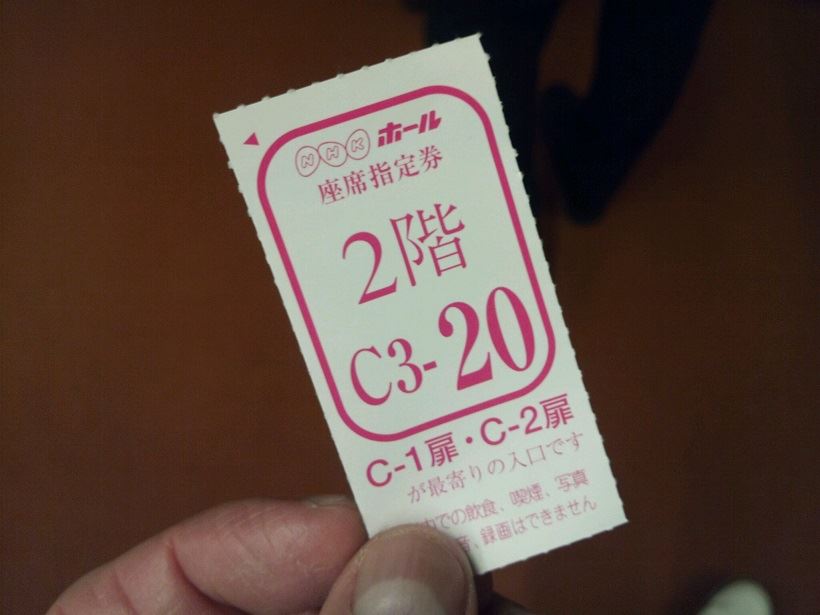 NHK ホール
座席指定券
2階
C3-20
C-1扉・C-2扉
が最寄りの入口です
での飲食、喫煙、写真
、録画はできません